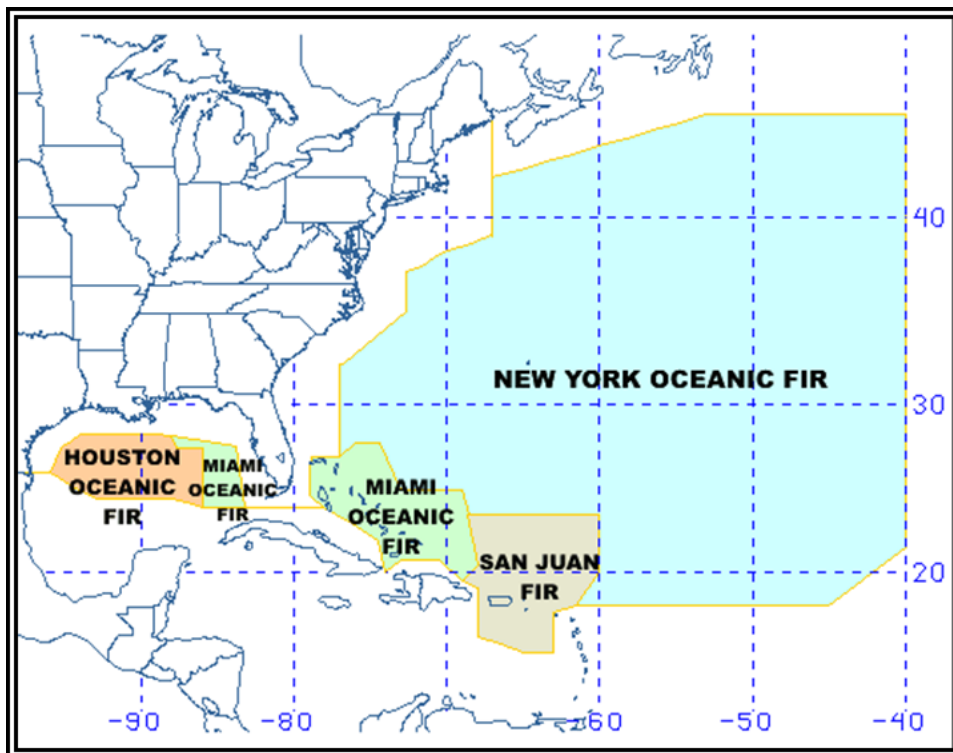 40
NEW YORK OCEANIC FIR
30
HOUSTON
OCEANIC
FIR
MIAMI
OCEANIC
FIR
MIAMI
OCEANIC
FIR
SAN JUAN
FIR
20
-90
-80
-60
-50
-40